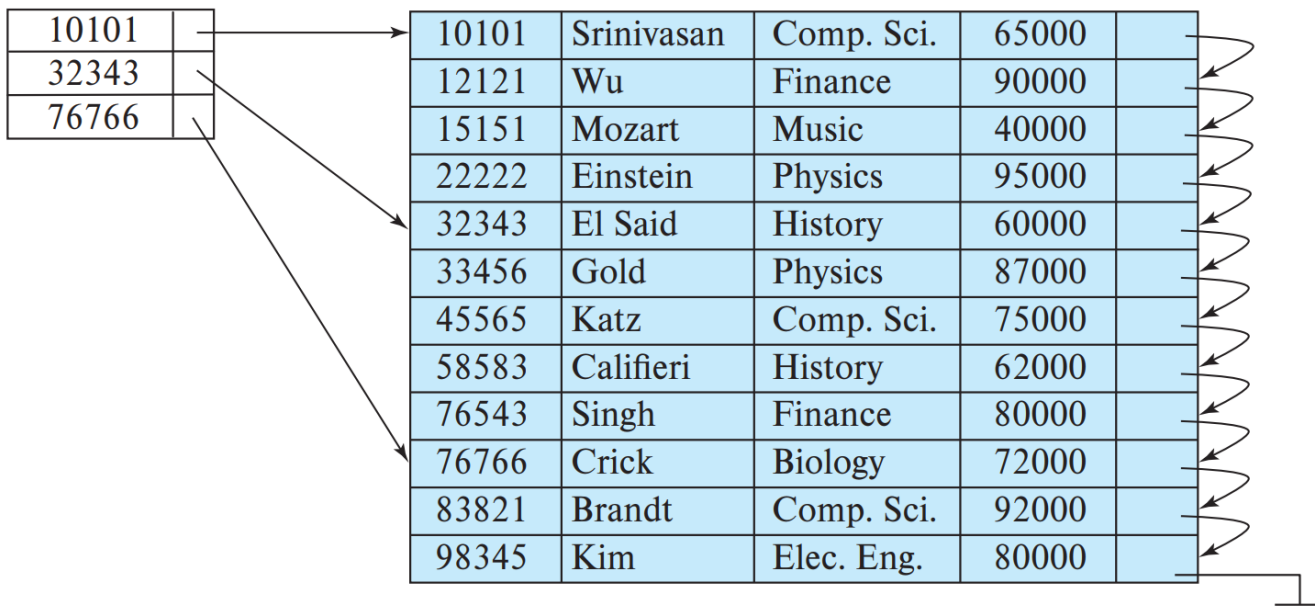 10101
32343
76766
10101 Srinivasan Comp. Sci. 65000
12121 Wu Finance 90000
15151 Mozart Music 40000
22222 Einstein Physics 95000
32343 El Said History 60000
33456 Gold Physics 87000
45565 Katz Comp. Sci. 75000
58583 Califieri History 62000
76543 Singh Finance 80000
76766 Crick Biology 72000
83821 Brandt Comp. Sci. 92000
98345 Kim Elec. Eng. 80000